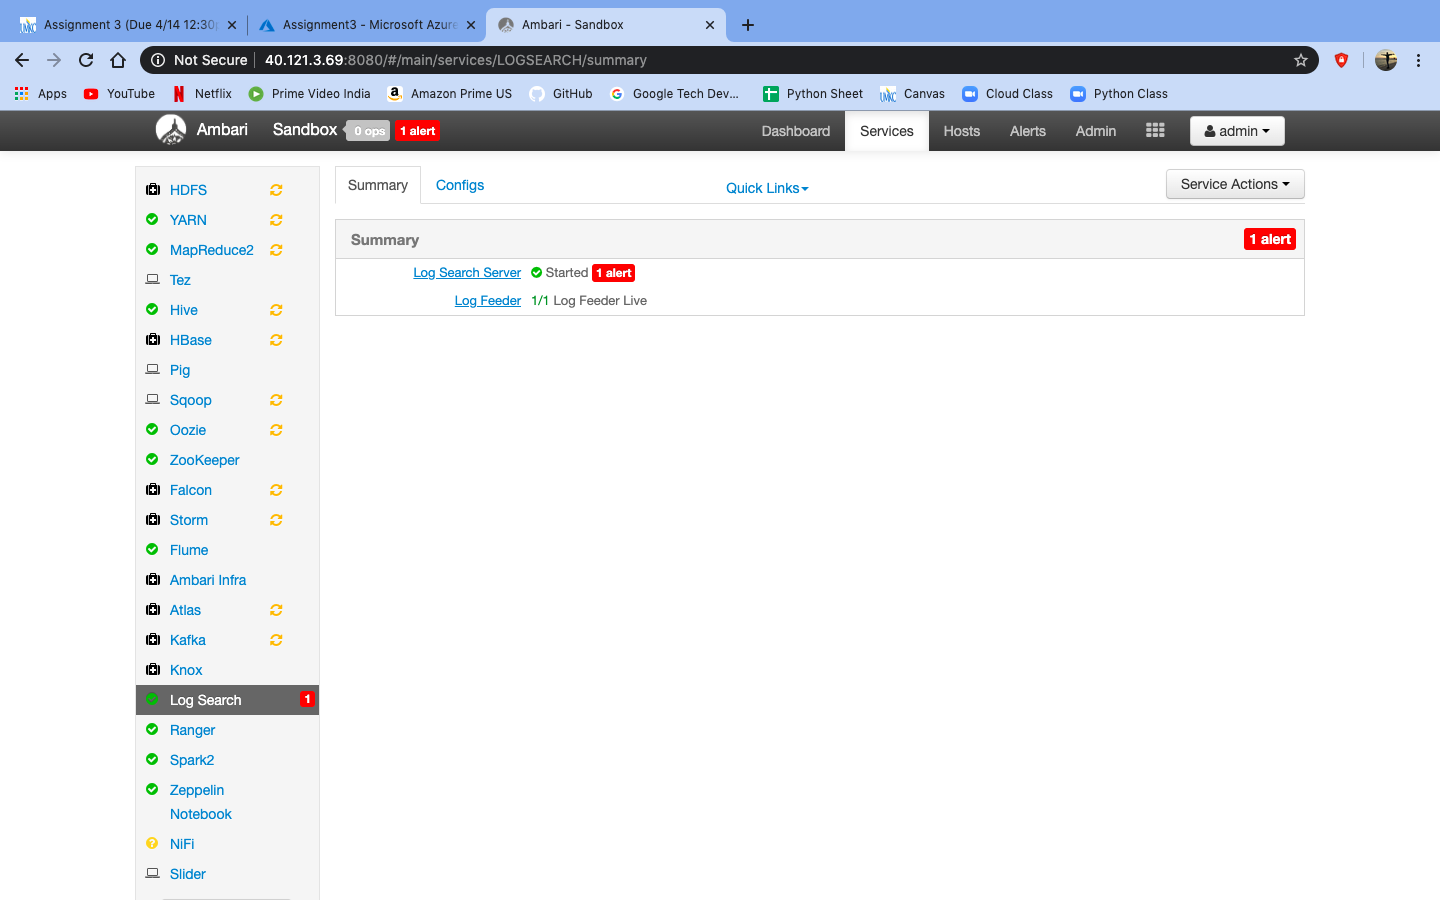 Assignment 3 (Due 4/14 12:30p
Assignment3 - Microsoft Azure
Ambari - Sandbox
Not Secure 40.121.3.69:8080/#/main/services/LOGSEARCH/summary
Apps YouTube Netflix Prime Video India Amazon Prime US GitHub Google Tech Dev... Python Sheet Canvas Cloud Class Python Class
Ambari Sandbox 0 ops 1 alert Dashboard Services Hosts Alerts Admin admin
HDFS
YARN
MapReduce2
Tez
Hive
HBase
Pig
Sqoop
Oozie
ZooKeeper
Falcon
Storm
Flume
Ambari Infra
Atlas
Kafka
Knox
Log Search 1
Ranger
Spark2
Zeppelin
Notebook
NiFi
Slider
Summary Configs Quick Links Service Actions
Summary 1 alert
Log Search Server Started 1 alert
Log Feeder 1/1 Log Feeder Live